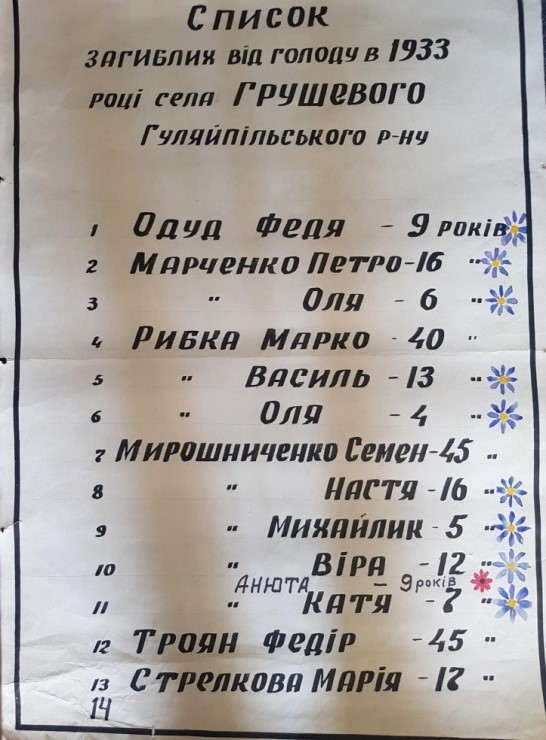 Список
загиблих від голоду в 1933
році села Грушевого
Гуляйпільського р-ну
1 Одуд Федя - 9 років
2 Марченко Петро - 16 "
3 " Оля - 6 "
4 Рибка Марко - 40 "
5 " Василь - 13 "
6 " Оля - 4 "
7 Мирошниченко Семен - 45 "
8 " Настя - 16 "
9 " Михайлик - 5 "
10 " Віра - 12 "
Анюта — 9 років
11 " Катя - 7 "
12 Троян Федір - 45 "
13 Стрелкова Марія - 17 "
14